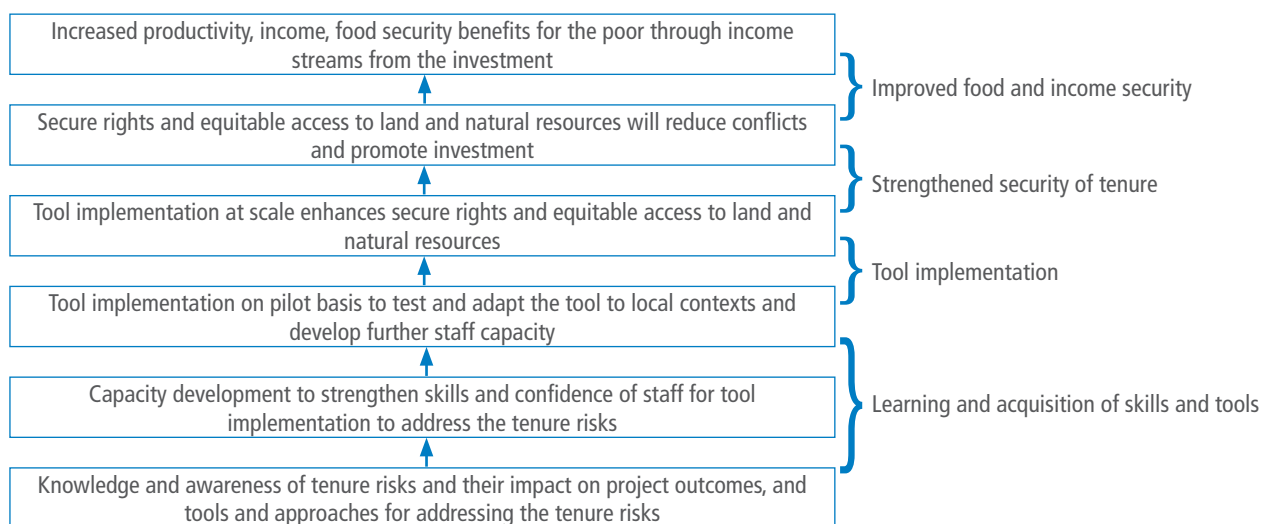 Increased productivity, income, food security benefits for the poor through income
streams from the investment
Improved food and income security
Secure rights and equitable access to land and natural resources will reduce conflicts
and promote investment
Strengthened security of tenure
Tool implementation at scale enhances secure rights and equitable access to land and
natural resources
Tool implementation
Tool implementation on pilot basis to test and adapt the tool to local contexts and
develop further staff capacity
Capacity development to strengthen skills and confidence of staff for tool
implementation to address the tenure risks
Learning and acquisition of skills and tools
Knowledge and awareness of tenure risks and their impact on project outcomes, and
tools and approaches for addressing the tenure risks